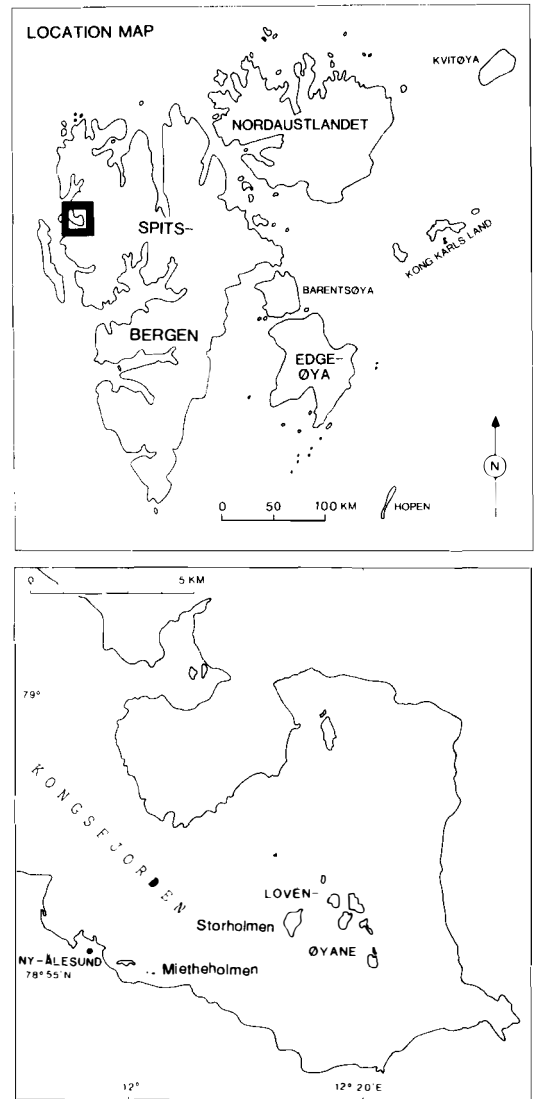 LOCATION MAP
KVITØYA
NORDAUSTLANDET
SPITS-
KONG KARLS LAND
BARENTSØYA
BERGEN
EDGE-
ØYA
N
0 50 100 KM
HOPEN
0 5 KM
79°
KONGSFJORDEN
LOVEN-
Storholmen
ØYANE
NY-ÅLESUND
78° 55'N
Mietheholmen
12°
12° 20'E